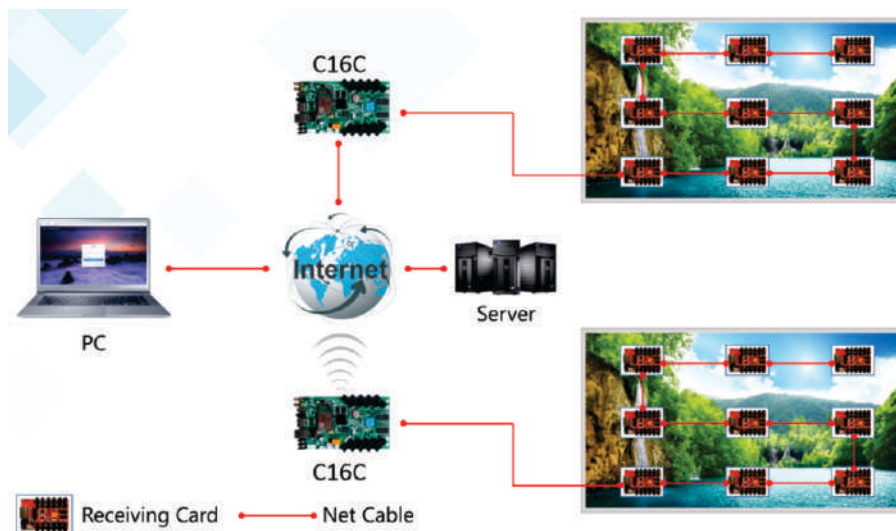 C16C
Internet
PC
Server
C16C
Receiving Card
Net Cable